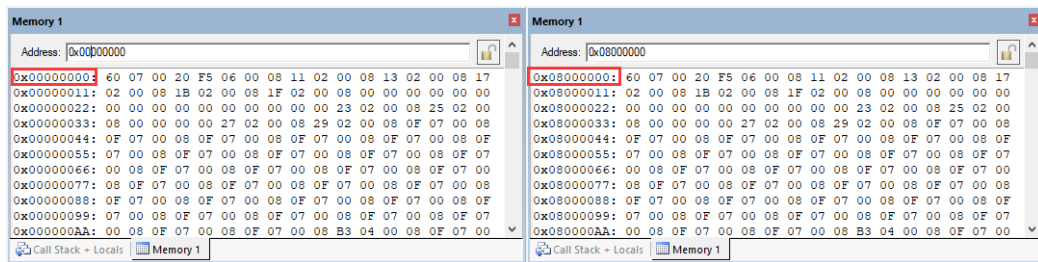 Memory 1
Address: 0x00000000
0x00000000: 60 07 00 20 F5 06 00 08 11 02 00 08 13 02 00 08 17
0x00000011: 02 00 08 1B 02 00 08 1F 02 00 08 00 00 00 00 00 00
0x00000022: 00 00 00 00 00 00 00 00 00 00 23 02 00 08 25 02 00
0x00000033: 08 00 00 00 00 27 02 00 08 29 02 00 08 0F 07 00 08
0x00000044: 0F 07 00 08 0F 07 00 08 0F 07 00 08 0F 07 00 08 0F
0x00000055: 07 00 08 0F 07 00 08 0F 07 00 08 0F 07 00 08 0F 07
0x00000066: 00 08 0F 07 00 08 0F 07 00 08 0F 07 00 08 0F 07 00
0x00000077: 08 0F 07 00 08 0F 07 00 08 0F 07 00 08 0F 07 00 08
0x00000088: 0F 07 00 08 0F 07 00 08 0F 07 00 08 0F 07 00 08 0F
0x00000099: 07 00 08 0F 07 00 08 0F 07 00 08 0F 07 00 08 0F 07
0x000000AA: 00 08 0F 07 00 08 0F 07 00 08 B3 04 00 08 0F 07 00
Call Stack + Locals Memory 1
Memory 1
Address: 0x08000000
0x08000000: 60 07 00 20 F5 06 00 08 11 02 00 08 13 02 00 08 17
0x08000011: 02 00 08 1B 02 00 08 1F 02 00 08 00 00 00 00 00 00
0x08000022: 00 00 00 00 00 00 00 00 00 00 23 02 00 08 25 02 00
0x08000033: 08 00 00 00 00 27 02 00 08 29 02 00 08 0F 07 00 08
0x08000044: 0F 07 00 08 0F 07 00 08 0F 07 00 08 0F 07 00 08 0F
0x08000055: 07 00 08 0F 07 00 08 0F 07 00 08 0F 07 00 08 0F 07
0x08000066: 00 08 0F 07 00 08 0F 07 00 08 0F 07 00 08 0F 07 00
0x08000077: 08 0F 07 00 08 0F 07 00 08 0F 07 00 08 0F 07 00 08
0x08000088: 0F 07 00 08 0F 07 00 08 0F 07 00 08 0F 07 00 08 0F
0x08000099: 07 00 08 0F 07 00 08 0F 07 00 08 0F 07 00 08 0F 07
0x080000AA: 00 08 0F 07 00 08 0F 07 00 08 B3 04 00 08 0F 07 00
Call Stack + Locals Memory 1